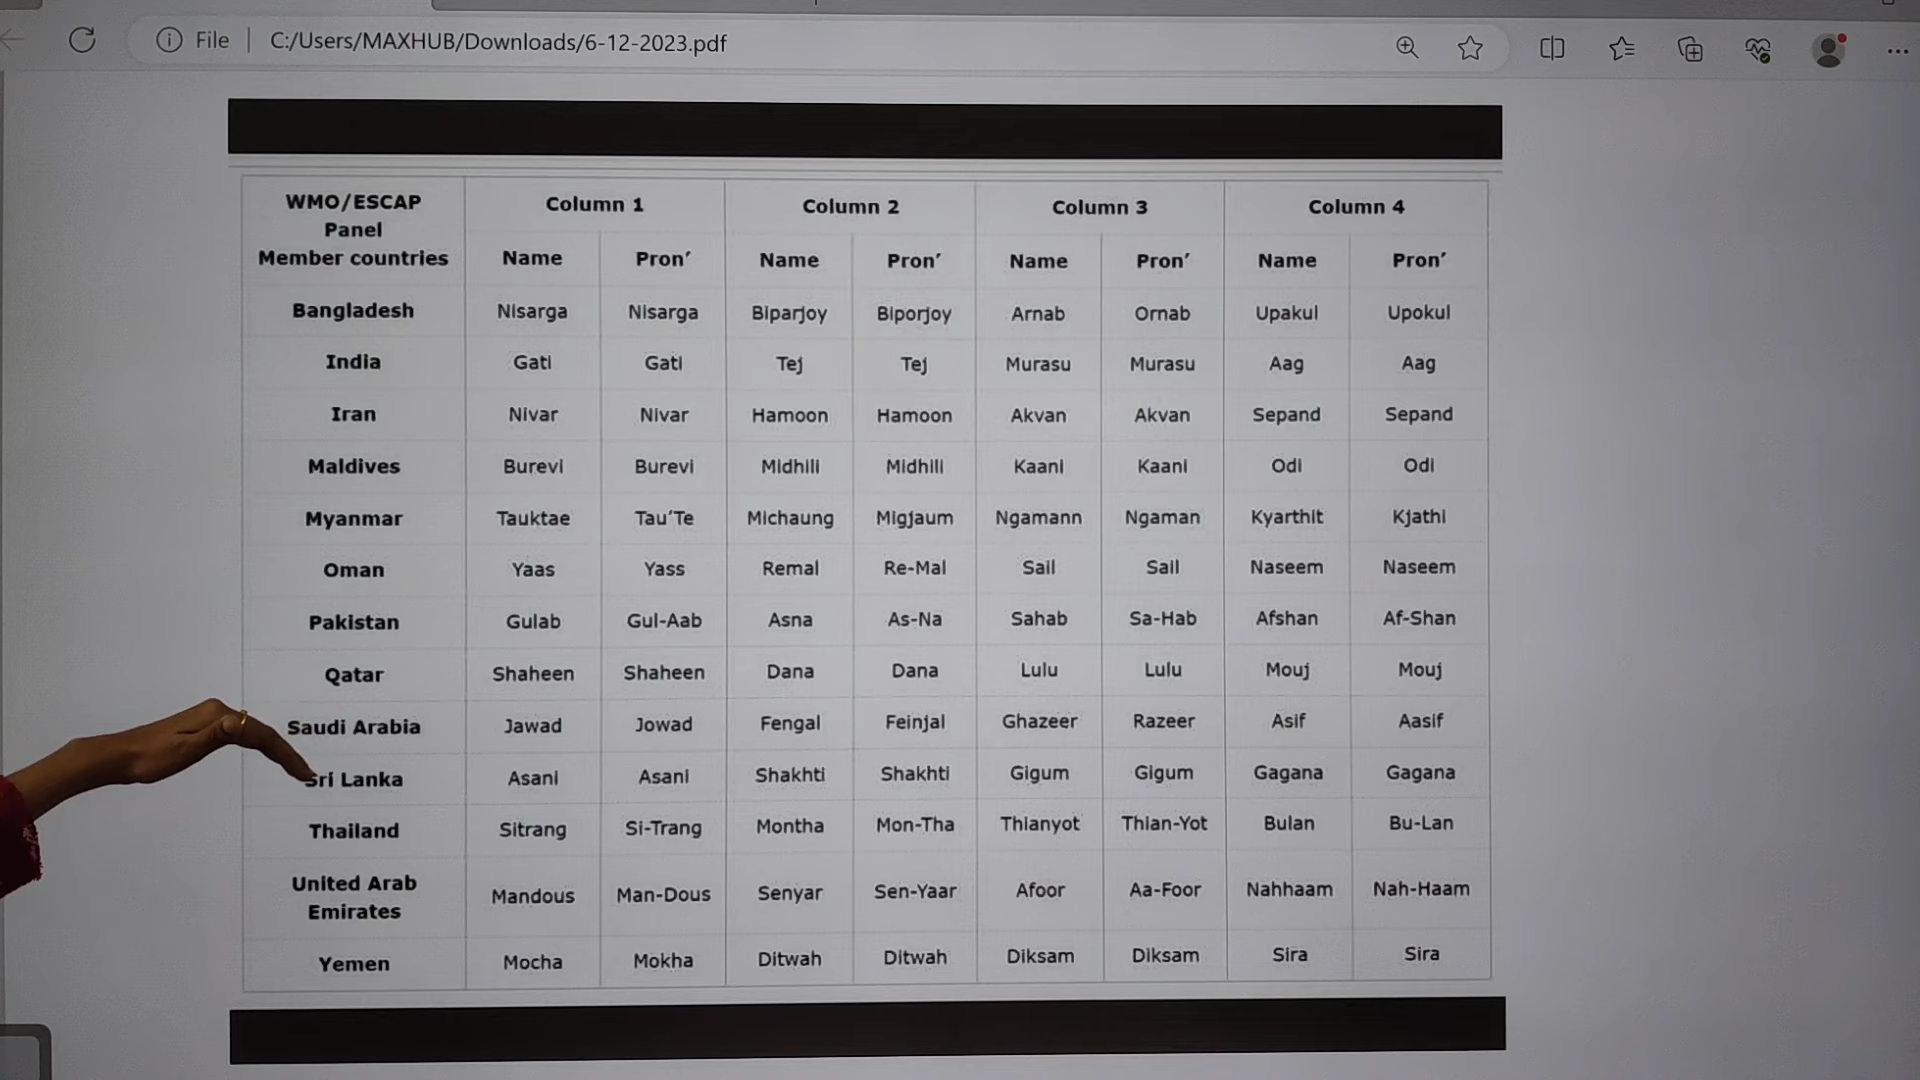 File | C:/Users/MAXHUB/Downloads/6-12-2023.pdf
WMO/ESCAP Panel Member countries Column 1 Column 2 Column 3 Column 4
Name Pron’ Name Pron’ Name Pron’ Name Pron’
Bangladesh Nisarga Nisarga Biparjoy Biporjoy Arnab Ornab Upakul Upokul
India Gati Gati Tej Tej Murasu Murasu Aag Aag
Iran Nivar Nivar Hamoon Hamoon Akvan Akvan Sepand Sepand
Maldives Burevi Burevi Midhili Midhili Kaani Kaani Odi Odi
Myanmar Tauktae Tau’Te Michaung Migjaum Ngamann Ngaman Kyarthit Kjathi
Oman Yaas Yass Remal Re-Mal Sail Sail Naseem Naseem
Pakistan Gulab Gul-Aab Asna As-Na Sahab Sa-Hab Afshan Af-Shan
Qatar Shaheen Shaheen Dana Dana Lulu Lulu Mouj Mouj
Saudi Arabia Jawad Jowad Fengal Feinjal Ghazeer Razeer Asif Aasif
Sri Lanka Asani Asani Shakhti Shakhti Gigum Gigum Gagana Gagana
Thailand Sitrang Si-Trang Montha Mon-Tha Thianyot Thian-Yot Bulan Bu-Lan
United Arab Emirates Mandous Man-Dous Senyar Sen-Yaar Afoor Aa-Foor Nahhaam Nah-Haam
Yemen Mocha Mokha Ditwah Ditwah Diksam Diksam Sira Sira